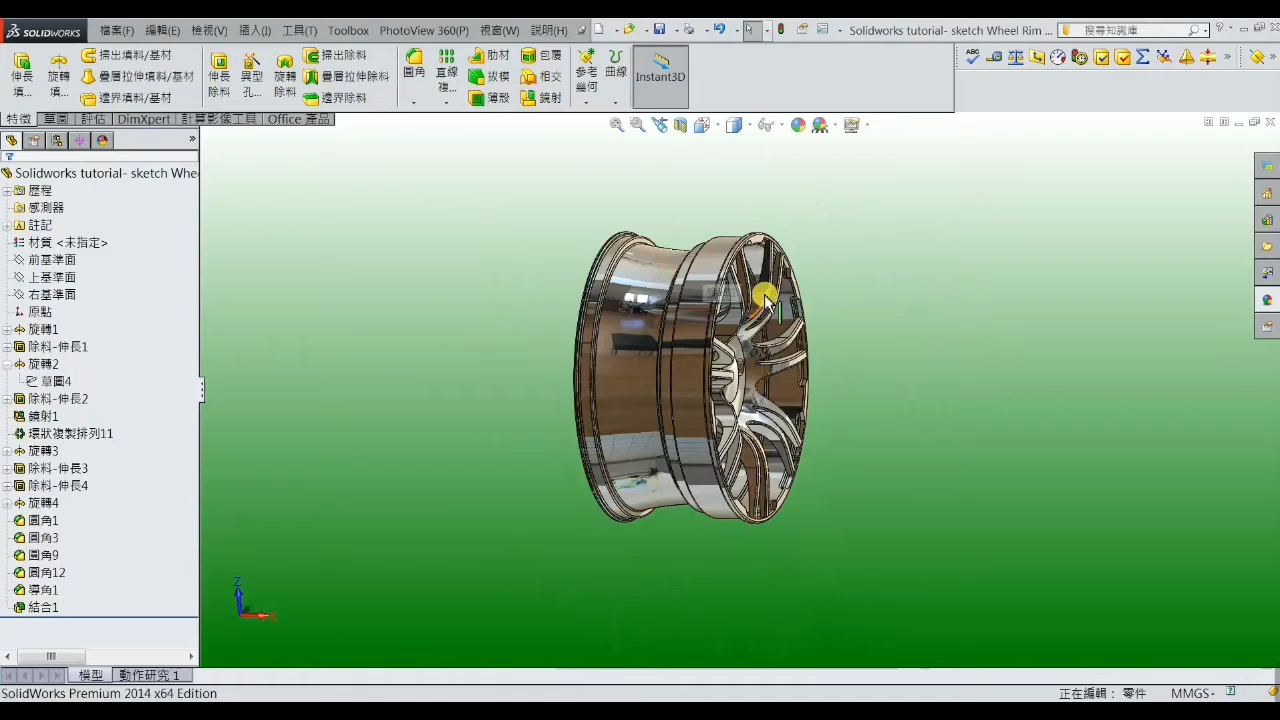 SOLIDWORKS 檔案(F) 編輯(E) 檢視(V) 插入(I) 工具(T) Toolbox PhotoView 360(P) 視窗(W) 說明(H) Solidworks tutorial- sketch Wheel Rim ... 搜尋知識庫
伸長填... 旋轉填... 掃出填料/基材 疊層拉伸填料/基材 邊界填料/基材
伸長除料 異型孔... 旋轉除料 掃出除料 疊層拉伸除料 邊界除料
圓角 直線複... 肋材 拔模 薄殼 包覆 相交 鏡射
參考幾何 曲線 Instant3D
特徵 草圖 評估 DimXpert 計算影像工具 Office 產品
Solidworks tutorial- sketch Whe
歷程
感測器
註記
材質 <未指定>
前基準面
上基準面
右基準面
原點
旋轉1
除料-伸長1
旋轉2
草圖4
除料-伸長2
鏡射1
環狀複製排列11
旋轉3
除料-伸長3
除料-伸長4
旋轉4
圓角1
圓角3
圓角9
圓角12
導角1
結合1
Z
X
模型 動作研究 1
SolidWorks Premium 2014 x64 Edition 正在編輯： 零件 MMGS